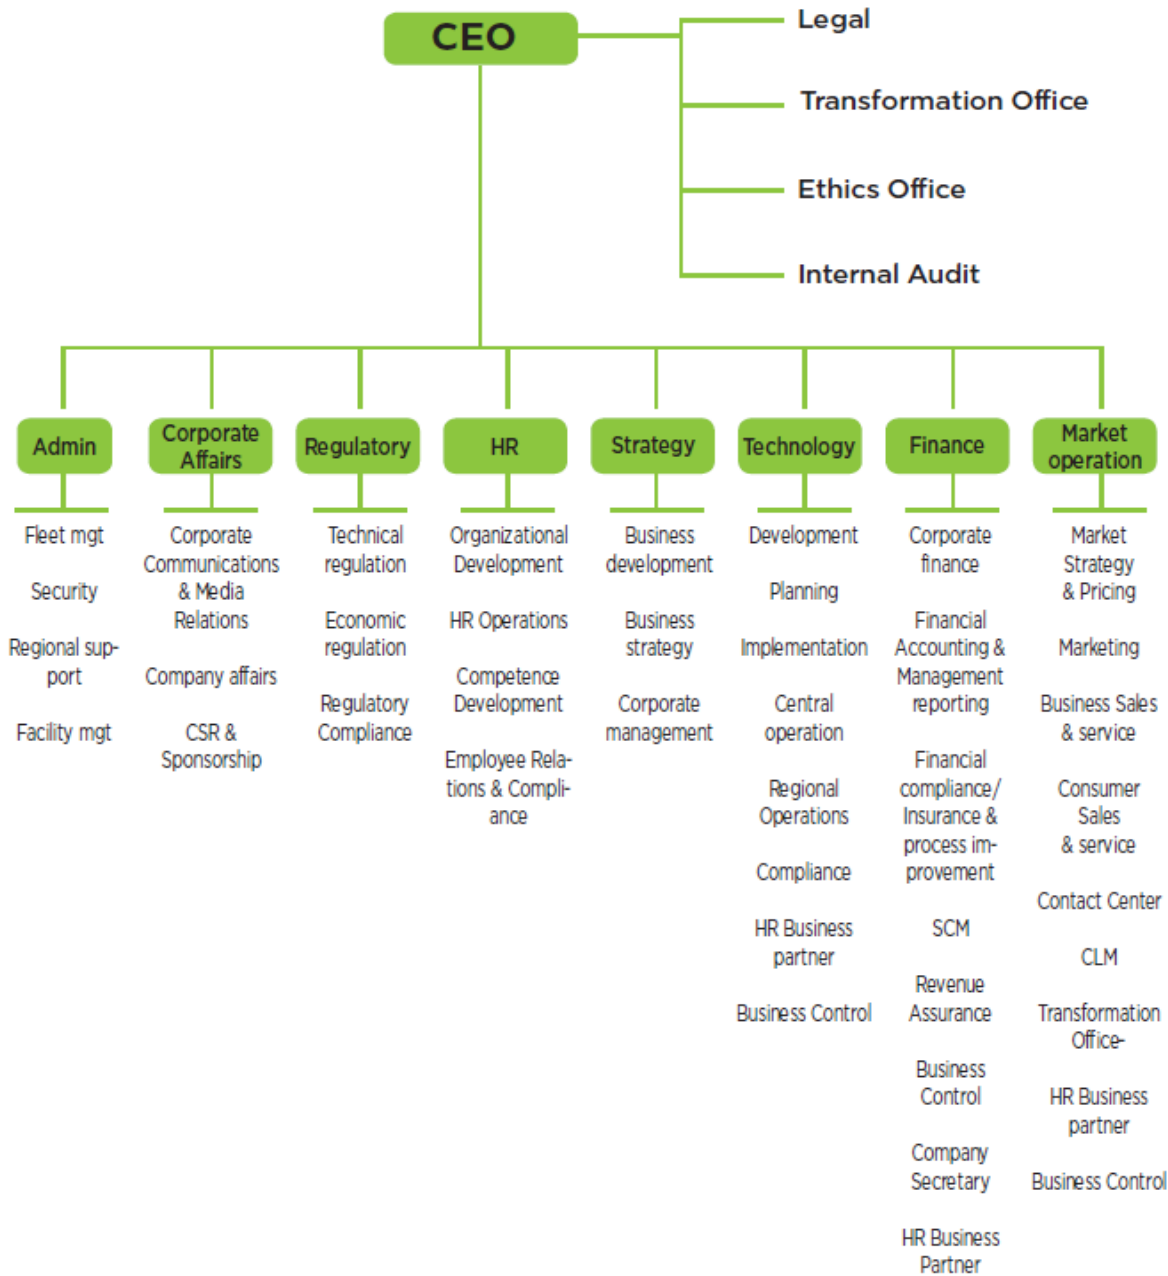 CEO
Legal
Transformation Office
Ethics Office
Internal Audit
Admin
Fleet mgt
Security
Regional sup-
port
Facility mgt
Corporate
Affairs
Corporate
Communications
& Media
Relations
Company affairs
CSR &
Sponsorship
Regulatory
Technical
regulation
Economic
regulation
Regulatory
Compliance
HR
Organizational
Development
HR Operations
Competence
Development
Employee Rela-
tions & Compli-
ance
Strategy
Business
development
Business
strategy
Corporate
management
Technology
Development
Planning
Implementation
Central
operation
Regional
Operations
Compliance
HR Business
partner
Business Control
Finance
Corporate
finance
Financial
Accounting &
Management
reporting
Financial
compliance/
Insurance &
process im-
provement
SCM
Revenue
Assurance
Business
Control
Company
Secretary
HR Business
Partner
Market
operation
Market
Strategy
& Pricing
Marketing
Business Sales
& service
Consumer
Sales
& service
Contact Center
CLM
Transformation
Office-
HR Business
partner
Business Control